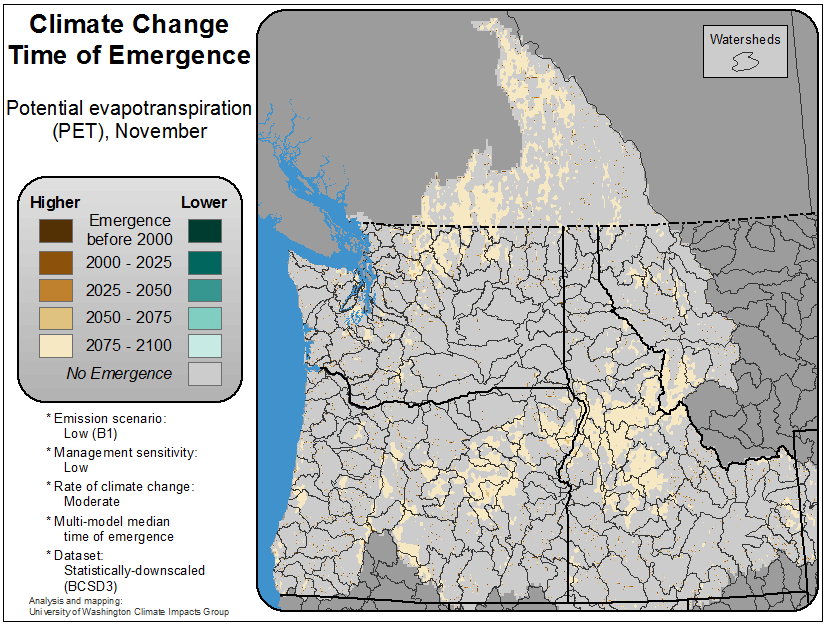 Climate Change
Time of Emergence
Potential evapotranspiration
(PET), November
Higher
Lower
Emergence
before 2000
2000 - 2025
2025 - 2050
2050 - 2075
2075 - 2100
No Emergence
* Emission scenario:
Low (B1)
* Management sensitivity:
Low
* Rate of climate change:
Moderate
* Multi-model median
time of emergence
* Dataset:
Statistically-downscaled
(BCSD3)
Analysis and mapping:
University of Washington Climate Impacts Group
Watersheds